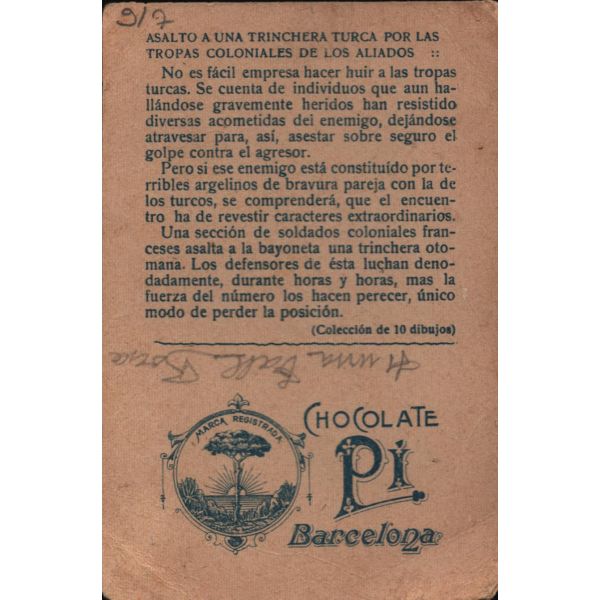 9/7
ASALTO A UNA TRINCHERA TURCA POR LAS
TROPAS COLONIALES DE LOS ALIADOS ::
No es fácil empresa hacer huir a las tropas
turcas. Se cuenta de individuos que aun ha-
llándose gravemente heridos han resistido
diversas acometidas del enemigo, dejándose
atravesar para, así, asestar sobre seguro el
golpe contra el agresor.
Pero si ese enemigo está constituído por te-
rribles argelinos de bravura pareja con la de
los turcos, se comprenderá, que el encuen-
tro ha de revestir caracteres extraordinarios.
Una sección de soldados coloniales fran-
ceses asalta a la bayoneta una trinchera oto-
mana. Los defensores de ésta luchan deno-
dadamente, durante horas y horas, mas la
fuerza del número los hacen perecer, único
modo de perder la posición.
(Colección de 10 dibujos)
MARCA REGISTRADA
CHOCOLATE
Pi
Barcelona